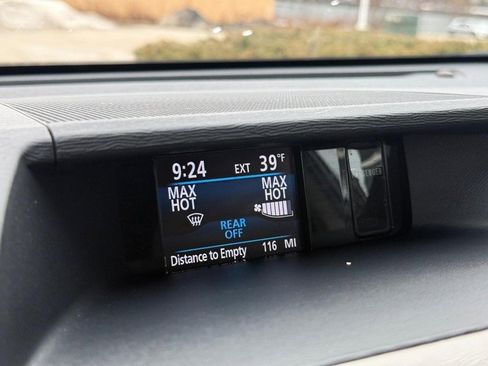 9:24 EXT 39°F
MAX HOT MAX HOT
REAR
OFF
Distance to Empty 116 MI